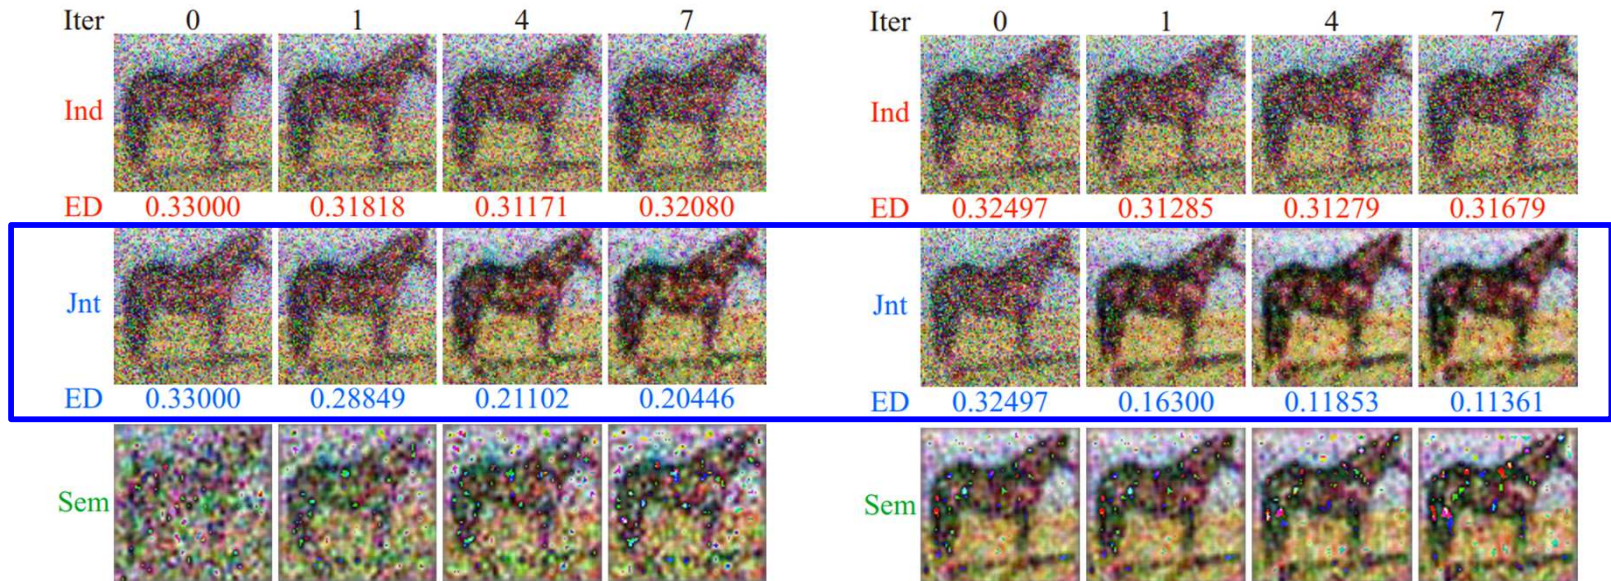 Iter 0 1 4 7
Ind
ED 0.33000 0.31818 0.31171 0.32080
Jnt
ED 0.33000 0.28849 0.21102 0.20446
Sem
Iter 0 1 4 7
Ind
ED 0.32497 0.31285 0.31279 0.31679
Jnt
ED 0.32497 0.16300 0.11853 0.11361
Sem